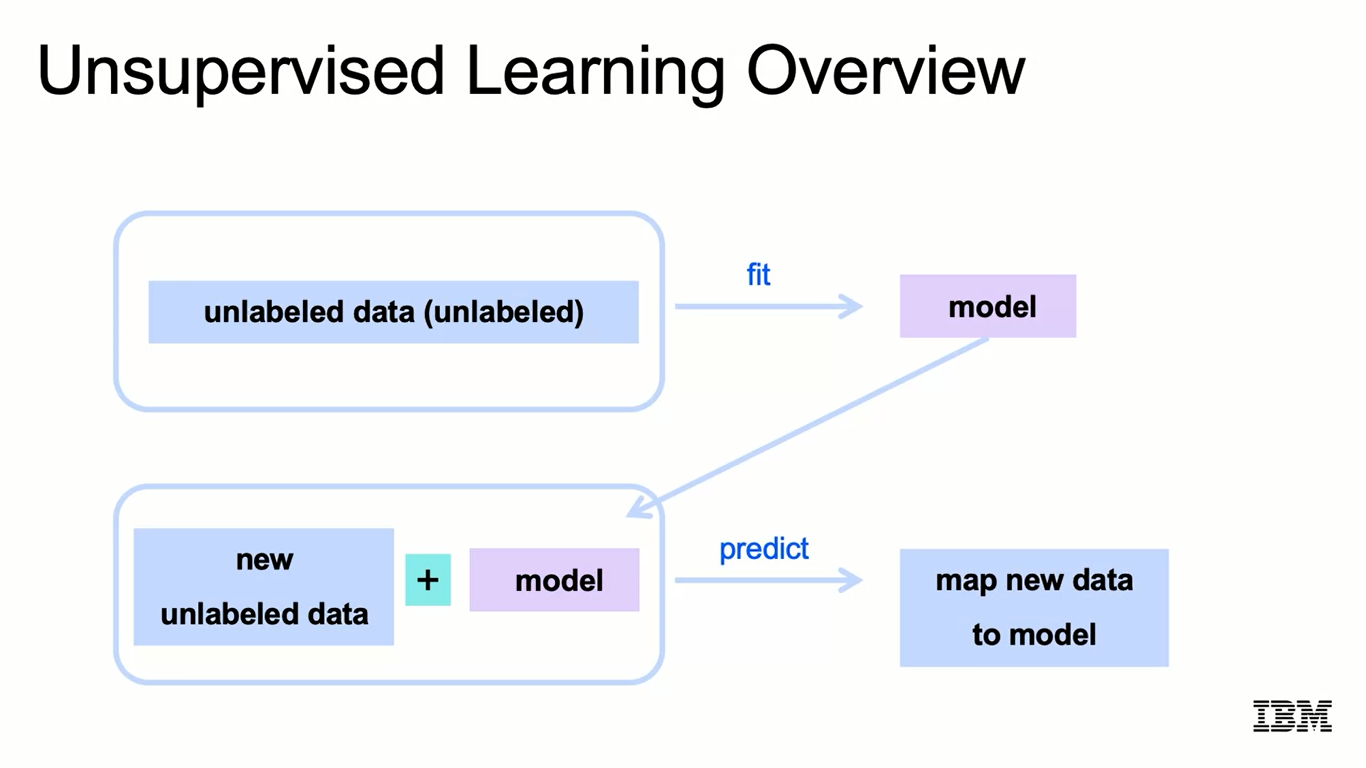 Unsupervised Learning Overview
unlabeled data (unlabeled)
fit
model
new
unlabeled data
+
model
predict
map new data
to model
IBM